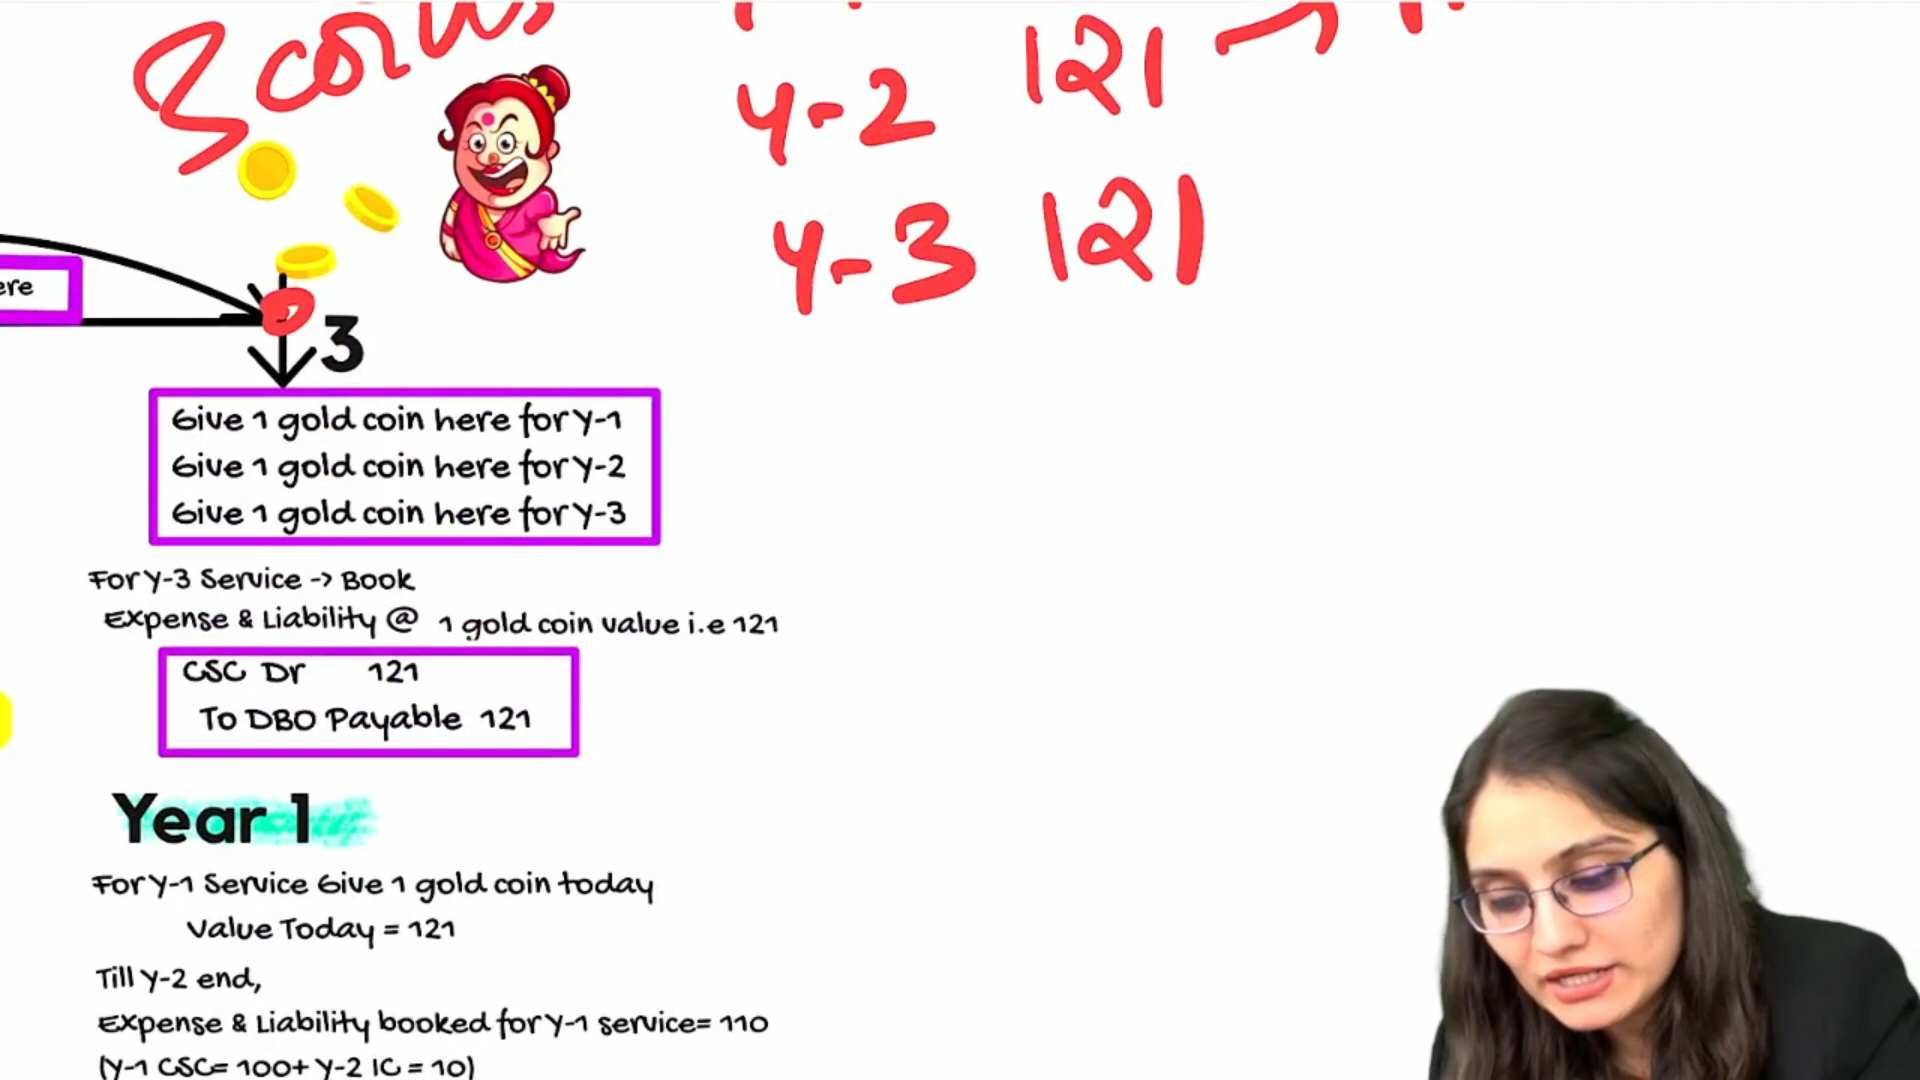 3 coins
y-2 121 →
y-3 121
ere
3
Give 1 gold coin here for Y-1
Give 1 gold coin here for Y-2
Give 1 gold coin here for Y-3
For Y-3 Service -> Book
Expense & Liability @ 1 gold coin value i.e 121
CSC Dr 121
To DBO Payable 121
Year 1
For Y-1 Service Give 1 gold coin today
Value Today = 121
Till Y-2 end,
Expense & Liability booked for Y-1 service= 110
(Y-1 CSC= 100+ Y-2 IC = 10)